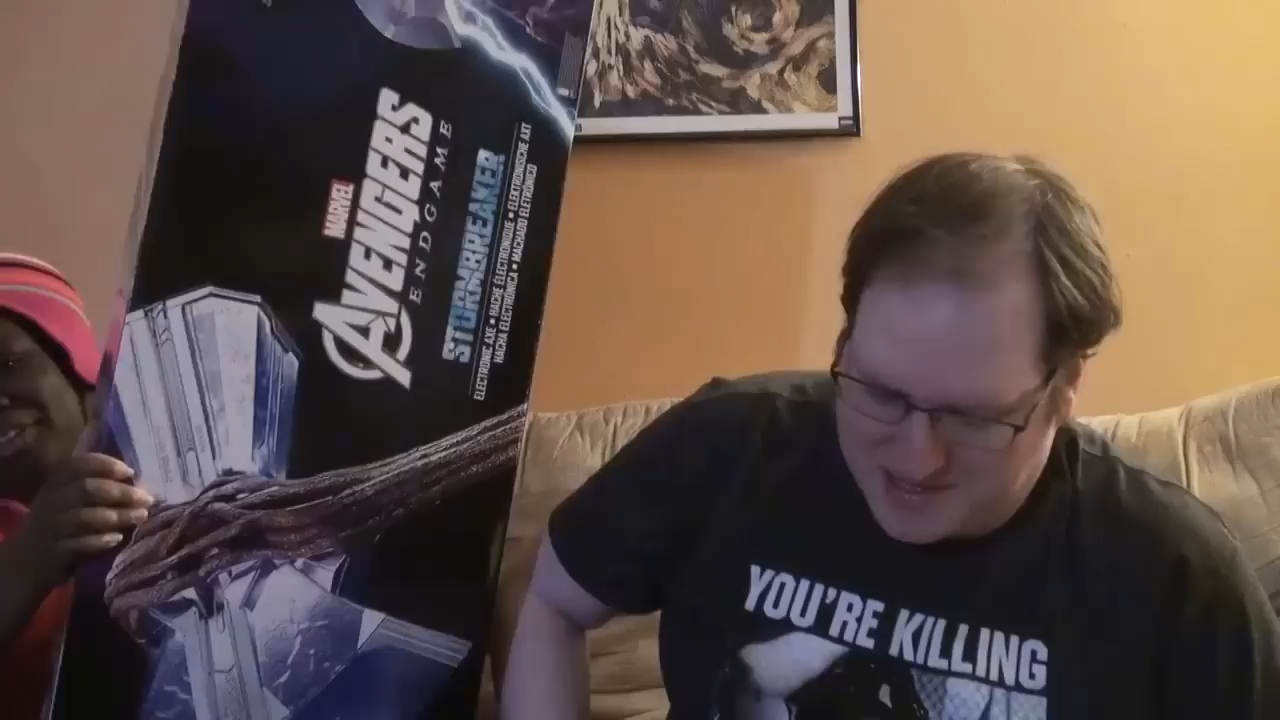 MARVEL
AVENGERS
ENDGAME
STORMBREAKER
ELECTRONIC AXE • HACHE ÉLECTRONIQUE • ELEKTRONISCHE AXT
HACHA ELECTRÓNICA • MACHADO ELETRÔNICO
YOU'RE KILLING